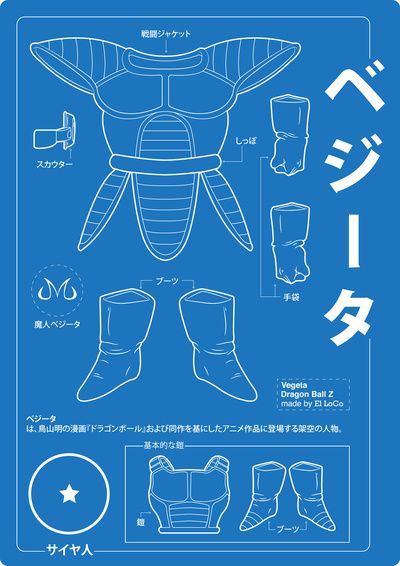 戦闘ジャケット
ベジータ
しっぽ
スカウター
手袋
ブーツ
魔人ベジータ
Vegeta
Dragon Ball Z
made by El LoCo
ベジータ
は、鳥山明の漫画『ドラゴンボール』および同作を基にしたアニメ作品に登場する架空の人物。
基本的な鎧
鎧
ブーツ
サイヤ人